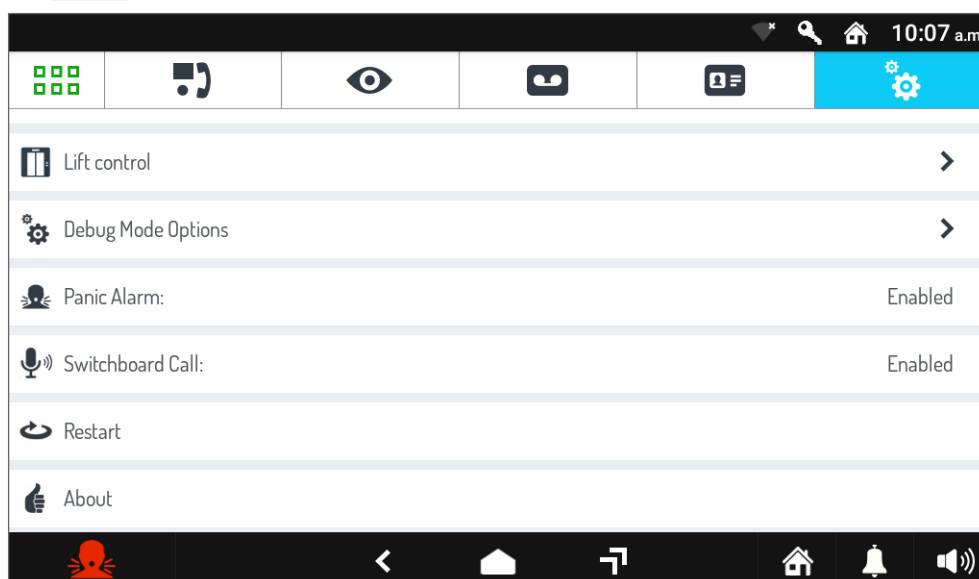 10:07 a.m
Lift control
Debug Mode Options
Panic Alarm: Enabled
Switchboard Call: Enabled
Restart
About